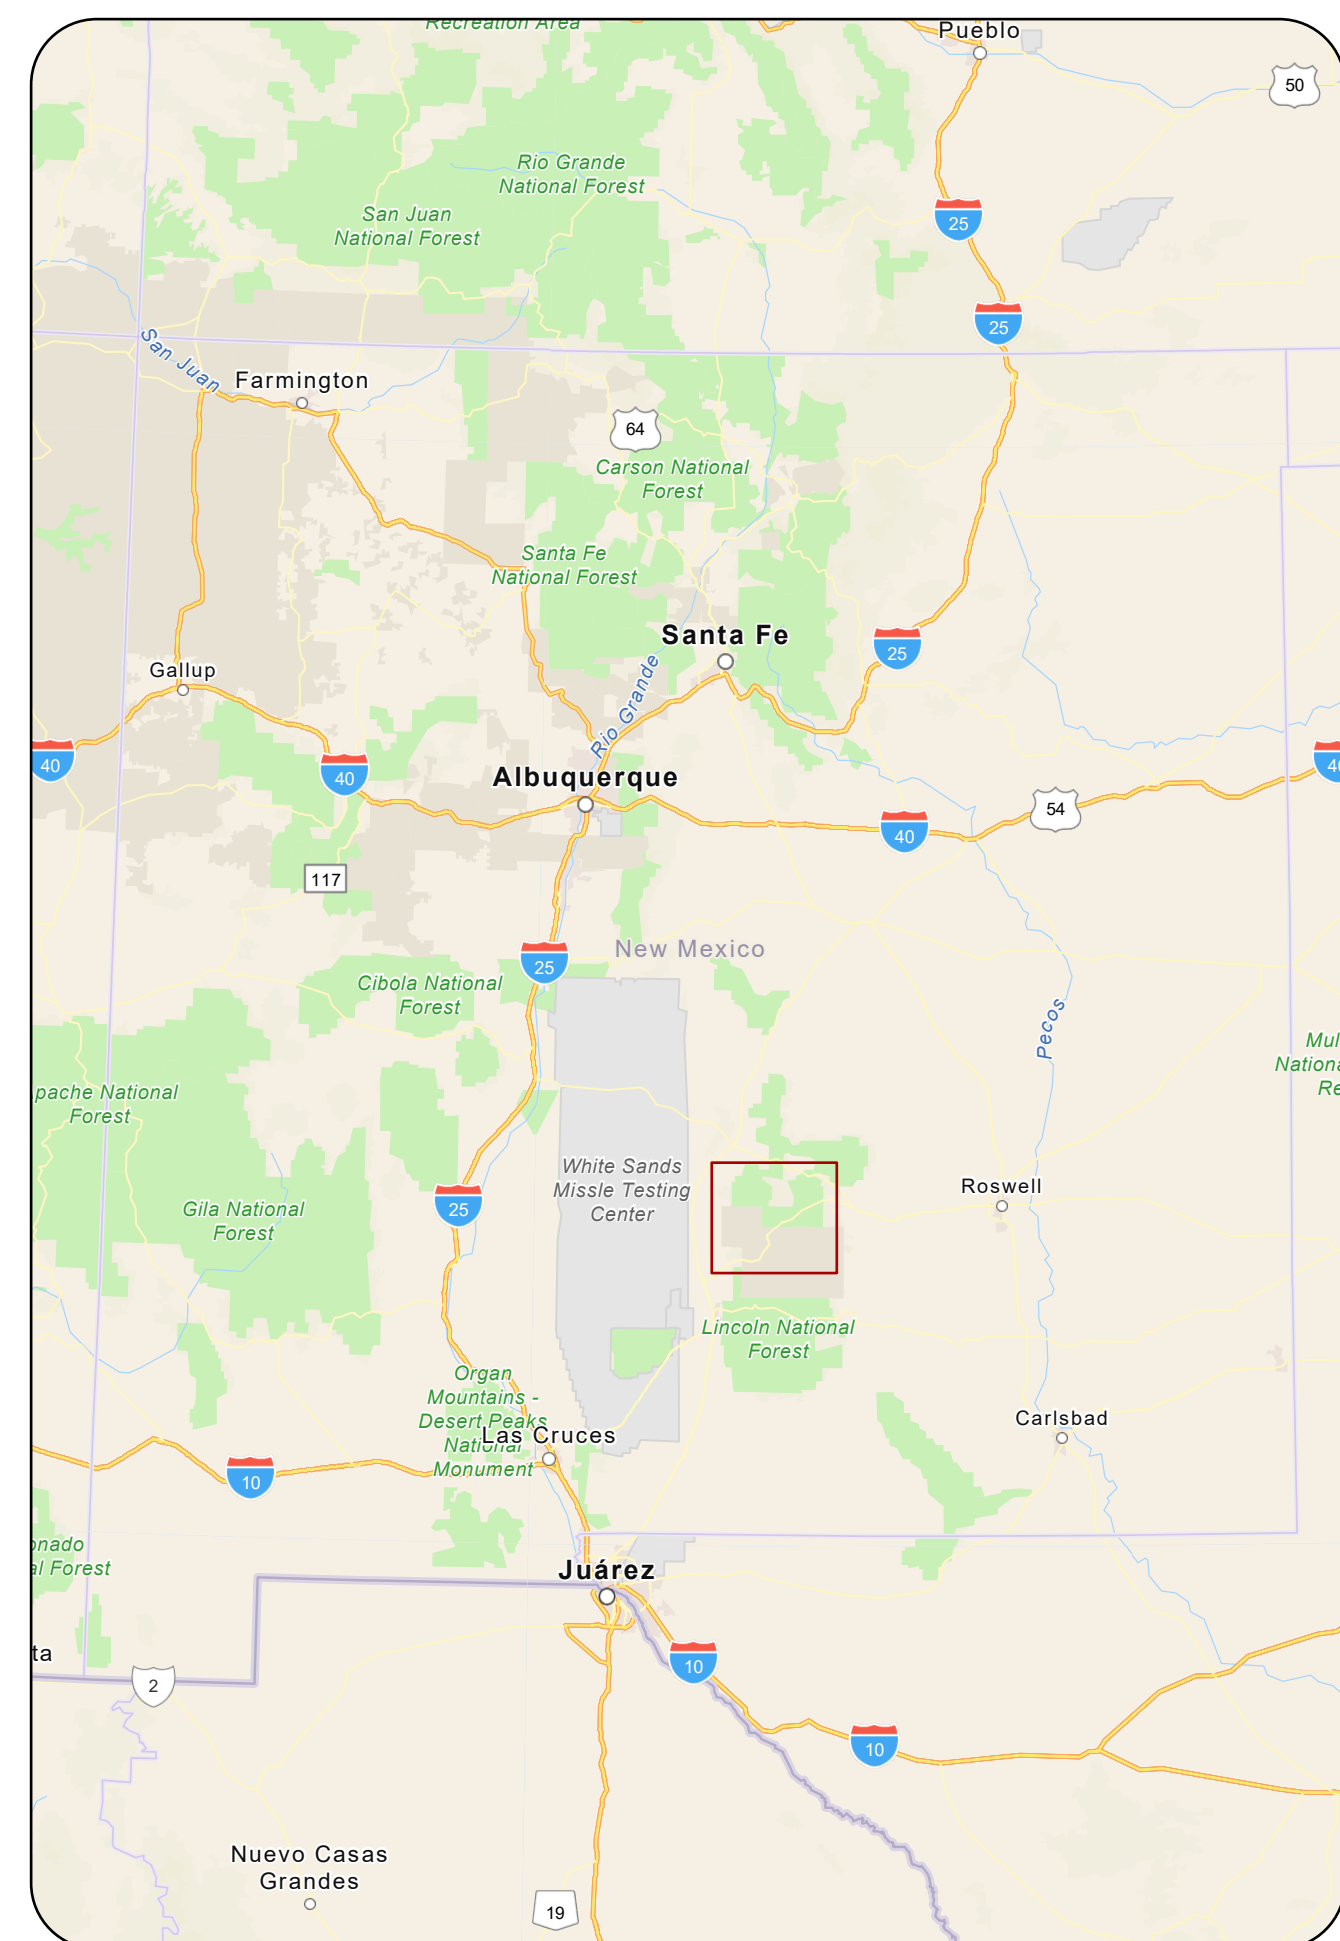 Recreation Area
Pueblo
50
Rio Grande
National Forest
San Juan
National Forest
25
25
San Juan
Farmington
64
Carson National
Forest
Santa Fe
National Forest
Santa Fe
25
Gallup
Rio Grande
40
40
40
Albuquerque
54
40
117
New Mexico
25
Cibola National
Forest
Pecos
Mul
Nationa
Re
pache National
Forest
White Sands
Missle Testing
Center
Roswell
25
Gila National
Forest
Lincoln National
Forest
Organ
Mountains -
Desert Peaks
National
Monument
Las Cruces
Carlsbad
10
onado
al Forest
Juárez
ta
2
10
10
Nuevo Casas
Grandes
19